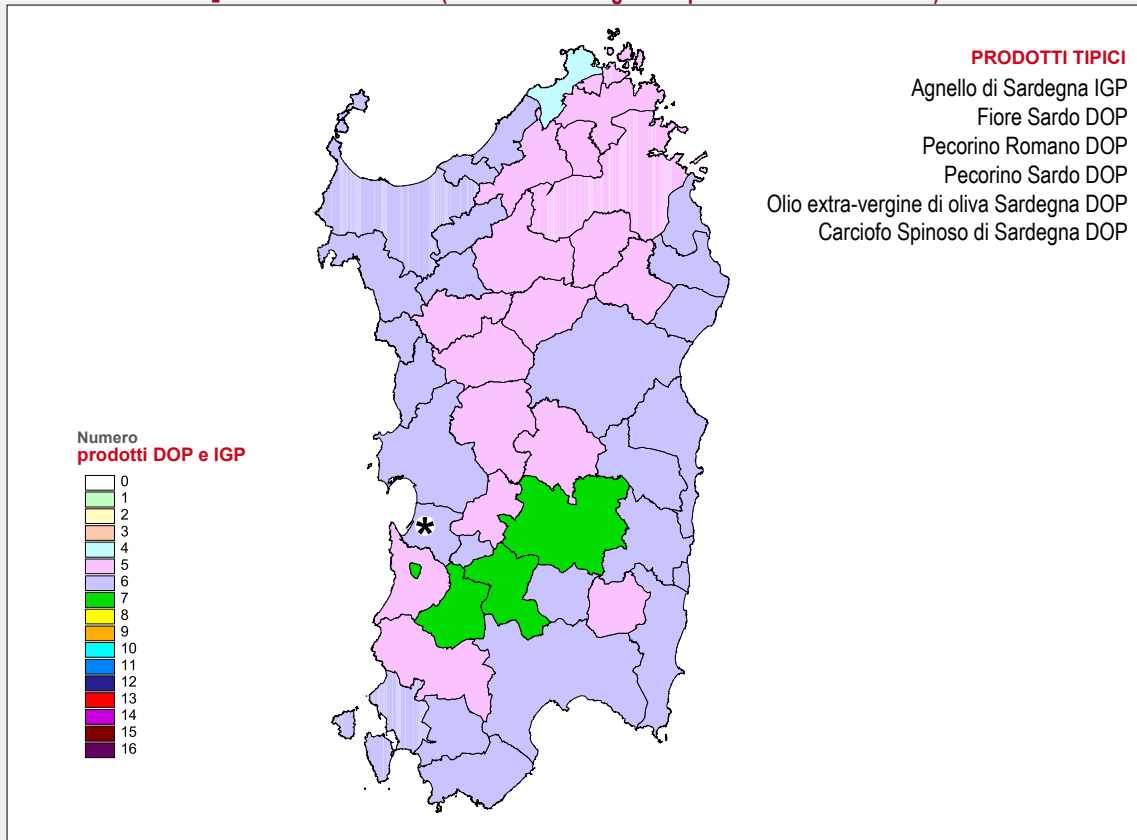 PRODOTTI TIPICI
Agnello di Sardegna IGP
Fiore Sardo DOP
Pecorino Romano DOP
Pecorino Sardo DOP
Olio extra-vergine di oliva Sardegna DOP
Carciofo Spinoso di Sardegna DOP
Numero
prodotti DOP e IGP
0
1
2
3
4
5
6
7
8
9
10
11
12
13
14
15
16
*